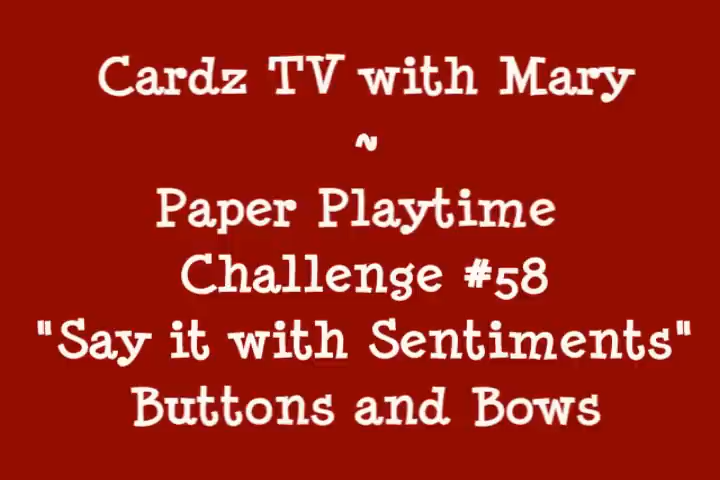 Cardz TV with Mary
~
Paper Playtime
Challenge #58
"Say it with Sentiments"
Buttons and Bows